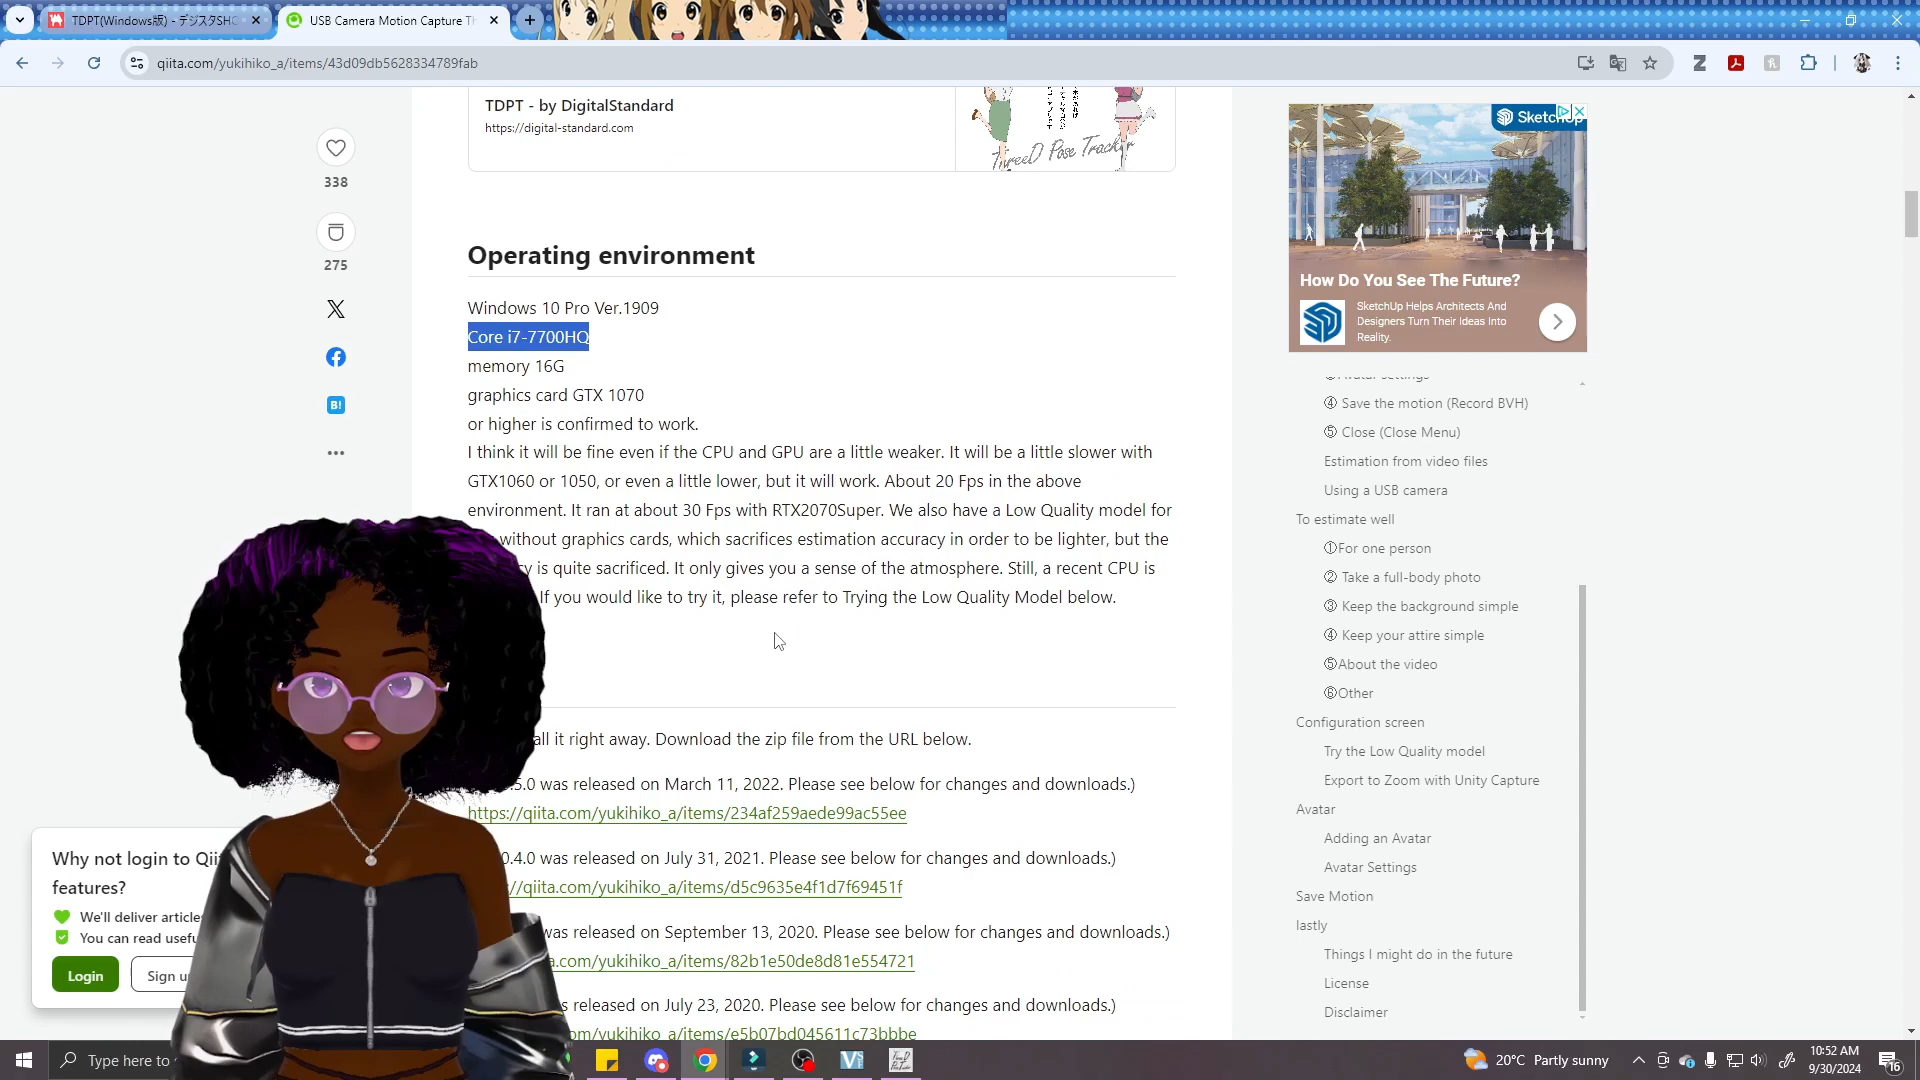 TDPT(Windows版) - デジスタSHO
USB Camera Motion Capture Th
qiita.com/yukihiko_a/items/43d09db5628334789fab
TDPT - by DigitalStandard
https://digital-standard.com
ThreeD Pose Tracker
338
275
B!
Operating environment
Windows 10 Pro Ver.1909
Core i7-7700HQ
memory 16G
graphics card GTX 1070
or higher is confirmed to work.
I think it will be fine even if the CPU and GPU are a little weaker. It will be a little slower with
GTX1060 or 1050, or even a little lower, but it will work. About 20 Fps in the above
environment. It ran at about 30 Fps with RTX2070Super. We also have a Low Quality model for
without graphics cards, which sacrifices estimation accuracy in order to be lighter, but the
cy is quite sacrificed. It only gives you a sense of the atmosphere. Still, a recent CPU is
If you would like to try it, please refer to Trying the Low Quality Model below.
all it right away. Download the zip file from the URL below.
.5.0 was released on March 11, 2022. Please see below for changes and downloads.)
https://qiita.com/yukihiko_a/items/234af259aede99ac55ee
0.4.0 was released on July 31, 2021. Please see below for changes and downloads.)
//qiita.com/yukihiko_a/items/d5c9635e4f1d7f69451f
was released on September 13, 2020. Please see below for changes and downloads.)
a.com/yukihiko_a/items/82b1e50de8d81e554721
s released on July 23, 2020. Please see below for changes and downloads.)
om/yukihiko_a/items/e5b07bd045611c73bbbe
Why not login to Qii
features?
We'll deliver articles
You can read usefu
Login
Sign u
SketchUp
How Do You See The Future?
SketchUp Helps Architects And
Designers Turn Their Ideas Into
Reality.
③Avatar settings
④ Save the motion (Record BVH)
⑤ Close (Close Menu)
Estimation from video files
Using a USB camera
To estimate well
①For one person
② Take a full-body photo
③ Keep the background simple
④ Keep your attire simple
⑤About the video
⑥Other
Configuration screen
Try the Low Quality model
Export to Zoom with Unity Capture
Avatar
Adding an Avatar
Avatar Settings
Save Motion
lastly
Things I might do in the future
License
Disclaimer
Type here to
20°C Partly sunny
10:52 AM
9/30/2024
16